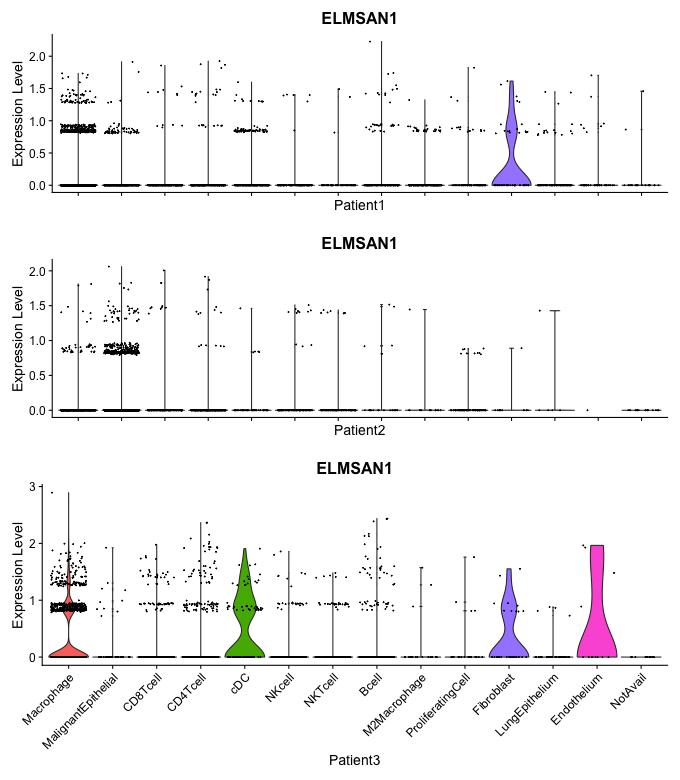 ELMSAN1
Expression Level
2.0
1.5
1.0
0.5
0.0
Patient1
ELMSAN1
Expression Level
2.0
1.5
1.0
0.5
0.0
Patient2
ELMSAN1
Expression Level
3
2
1
0
Macrophage
MalignantEpithelial
CD8Tcell
CD4Tcell
cDC
NKcell
NKTcell
Bcell
M2Macrophage
ProliferatingCell
Fibroblast
LungEpithelium
Endothelium
NotAvail
Patient3